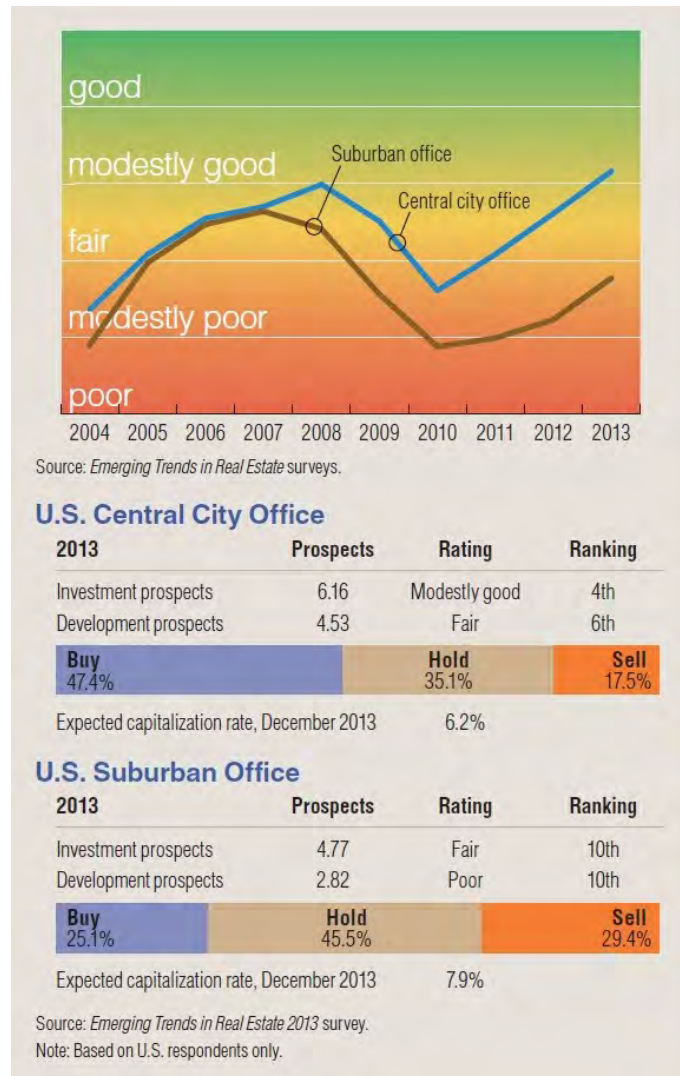 good
modestly good
Suburban office
Central city office
fair
modestly poor
poor
2004 2005 2006 2007 2008 2009 2010 2011 2012 2013
Source: Emerging Trends in Real Estate surveys.
U.S. Central City Office
2013 Prospects Rating Ranking
Investment prospects 6.16 Modestly good 4th
Development prospects 4.53 Fair 6th
Buy Hold Sell
47.4% 35.1% 17.5%
Expected capitalization rate, December 2013 6.2%
U.S. Suburban Office
2013 Prospects Rating Ranking
Investment prospects 4.77 Fair 10th
Development prospects 2.82 Poor 10th
Buy Hold Sell
25.1% 45.5% 29.4%
Expected capitalization rate, December 2013 7.9%
Source: Emerging Trends in Real Estate 2013 survey.
Note: Based on U.S. respondents only.